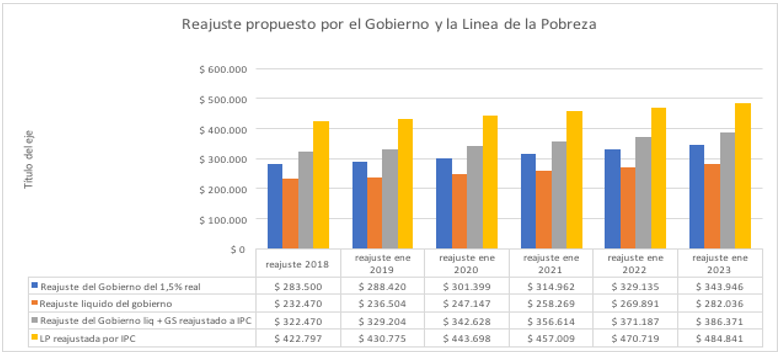 Reajuste propuesto por el Gobierno y la Linea de la Pobreza
$ 600.000
$ 500.000
$ 400.000
$ 300.000
$ 200.000
$ 100.000
$ 0
Título del eje
reajuste 2018 reajuste ene 2019 reajuste ene 2020 reajuste ene 2021 reajuste ene 2022 reajuste ene 2023
Reajuste del Gobierno del 1,5% real $ 283.500 $ 288.420 $ 301.399 $ 314.962 $ 329.135 $ 343.946
Reajuste liquido del gobierno $ 232.470 $ 236.504 $ 247.147 $ 258.269 $ 269.891 $ 282.036
Reajuste del Gobierno liq + GS reajustado a IPC $ 322.470 $ 329.204 $ 342.628 $ 356.614 $ 371.187 $ 386.371
LP reajustada por IPC $ 422.797 $ 430.775 $ 443.698 $ 457.009 $ 470.719 $ 484.841